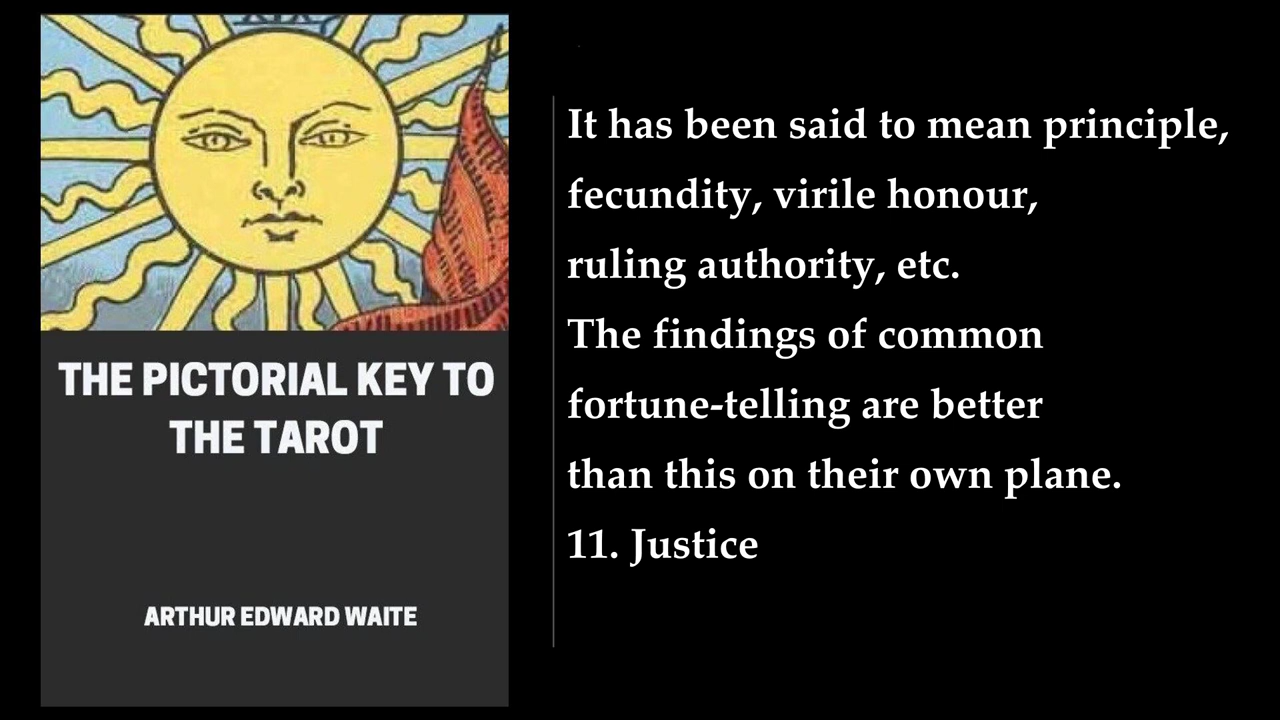 THE PICTORIAL KEY TO
THE TAROT
ARTHUR EDWARD WAITE
It has been said to mean principle,
fecundity, virile honour,
ruling authority, etc.
The findings of common
fortune-telling are better
than this on their own plane.
11. Justice